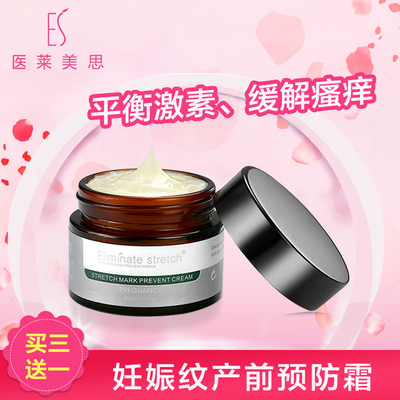 ES
医莱美思
平衡激素、缓解瘙痒
Eliminate stretch®
STRETCH MARK PREVENT CREAM
买三
送一
妊娠纹产前预防霜